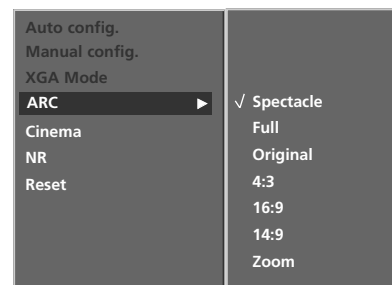 Auto config.
Manual config.
XGA Mode
ARC ▶
Cinema
NR
Reset
√ Spectacle
Full
Original
4:3
16:9
14:9
Zoom